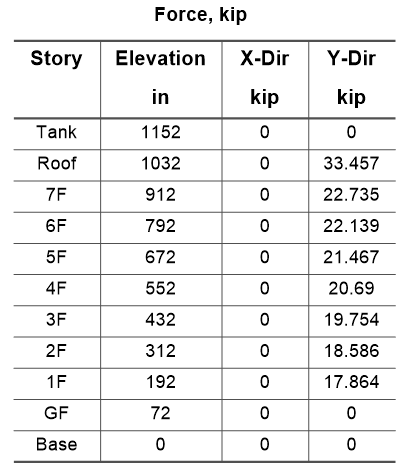 Force, kip
Story Elevation X-Dir Y-Dir
in kip kip
Tank 1152 0 0
Roof 1032 0 33.457
7F 912 0 22.735
6F 792 0 22.139
5F 672 0 21.467
4F 552 0 20.69
3F 432 0 19.754
2F 312 0 18.586
1F 192 0 17.864
GF 72 0 0
Base 0 0 0